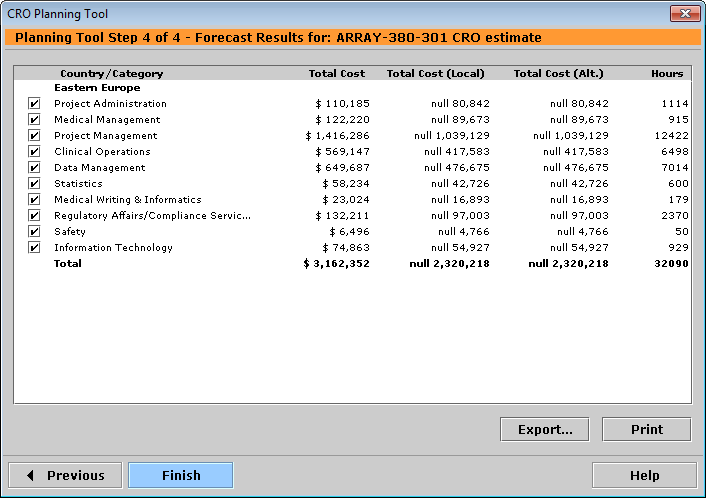 CRO Planning Tool
Planning Tool Step 4 of 4 - Forecast Results for: ARRAY-380-301 CRO estimate
Country/Category Total Cost Total Cost (Local) Total Cost (Alt.) Hours
Eastern Europe
Project Administration $ 110,185 null 80,842 null 80,842 1114
Medical Management $ 122,220 null 89,673 null 89,673 915
Project Management $ 1,416,286 null 1,039,129 null 1,039,129 12422
Clinical Operations $ 569,147 null 417,583 null 417,583 6498
Data Management $ 649,687 null 476,675 null 476,675 7014
Statistics $ 58,234 null 42,726 null 42,726 600
Medical Writing & Informatics $ 23,024 null 16,893 null 16,893 179
Regulatory Affairs/Compliance Servic... $ 132,211 null 97,003 null 97,003 2370
Safety $ 6,496 null 4,766 null 4,766 50
Information Technology $ 74,863 null 54,927 null 54,927 929
Total $ 3,162,352 null 2,320,218 null 2,320,218 32090
Export... Print
Previous Finish Help